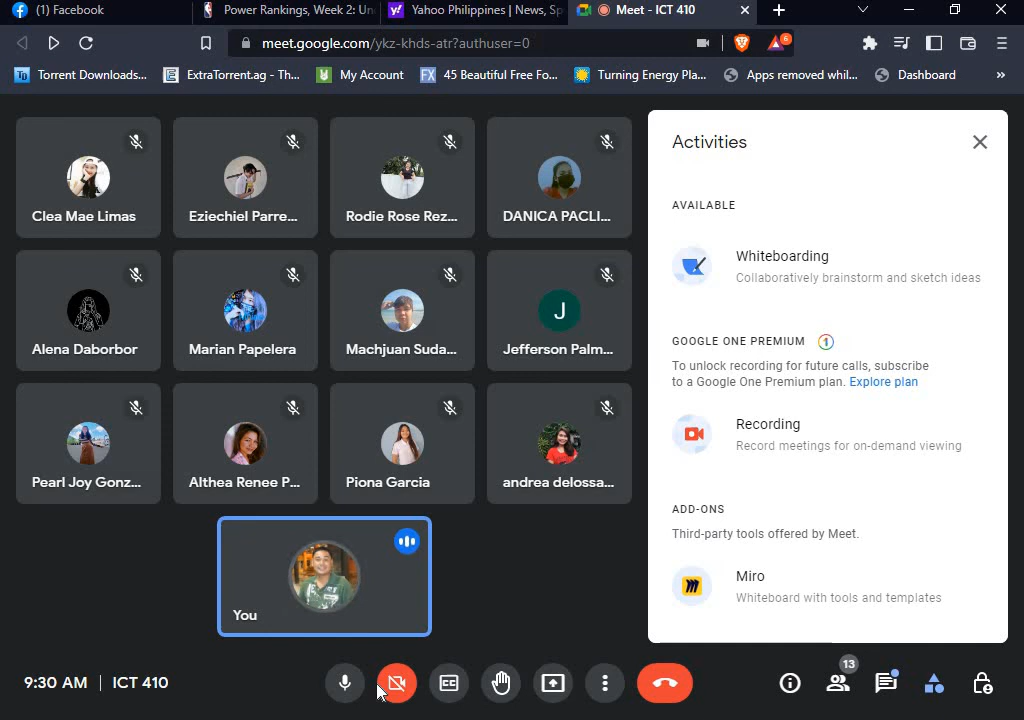 (1) Facebook
Power Rankings, Week 2: Un
Yahoo Philippines | News, Sp
Meet - ICT 410
meet.google.com/ykz-khds-atr?authuser=0
6
Torrent Downloads...
ExtraTorrent.ag - Th...
My Account
FX
45 Beautiful Free Fo...
Turning Energy Pla...
Apps removed whil...
Dashboard
»
Clea Mae Limas
Eziechiel Parre...
Rodie Rose Rez...
DANICA PACLI...
Alena Daborbor
Marian Papelera
Machjuan Suda...
J
Jefferson Palm...
Pearl Joy Gonz...
Althea Renee P...
Piona Garcia
andrea delossa...
You
Activities
AVAILABLE
Whiteboarding
Collaboratively brainstorm and sketch ideas
GOOGLE ONE PREMIUM
1
To unlock recording for future calls, subscribe
to a Google One Premium plan. Explore plan
Recording
Record meetings for on-demand viewing
ADD-ONS
Third-party tools offered by Meet.
Miro
Whiteboard with tools and templates
9:30 AM | ICT 410
13